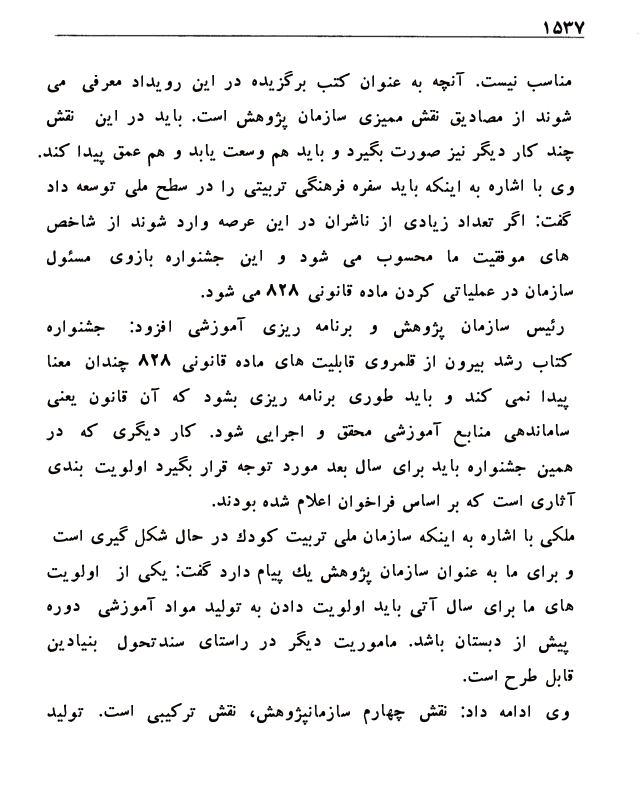 ۱۵۳۷
مناسب نیست. آنچه به عنوان کتب برگزیده در این رویداد معرفی می
شوند از مصادیق نقش ممیزی سازمان پژوهش است. باید در این نقش
چند کار دیگر نیز صورت بگیرد و باید هم وسعت یابد و هم عمق پیدا کند.
وی با اشاره به اینکه باید سفره فرهنگی تربیتی را در سطح ملی توسعه داد
گفت: اگر تعداد زیادی از ناشران در این عرصه وارد شوند از شاخص
های موفقیت ما محسوب می شود و این جشنواره بازوی مسئول
سازمان در عملیاتی کردن ماده قانونی ۸۲۸ می شود.
رئیس سازمان پژوهش و برنامه ریزی آموزشی افزود: جشنواره
کتاب رشد بیرون از قلمروی قابلیت های ماده قانونی ۸۲۸ چندان معنا
پیدا نمی کند و باید طوری برنامه ریزی بشود که آن قانون یعنی
ساماندهی منابع آموزشی محقق و اجرایی شود. کار دیگری که در
همین جشنواره باید برای سال بعد مورد توجه قرار بگیرد اولویت بندی
آثاری است که بر اساس فراخوان اعلام شده بودند.
ملکی با اشاره به اینکه سازمان ملی تربیت کودك در حال شکل گیری است
و برای ما به عنوان سازمان پژوهش یك پیام دارد گفت: یکی از اولویت
های ما برای سال آتی باید اولویت دادن به تولید مواد آموزشی دوره
پیش از دبستان باشد. ماموریت دیگر در راستای سندتحول بنیادین
قابل طرح است.
وی ادامه داد: نقش چهارم سازمانپژوهش، نقش ترکیبی است. تولید